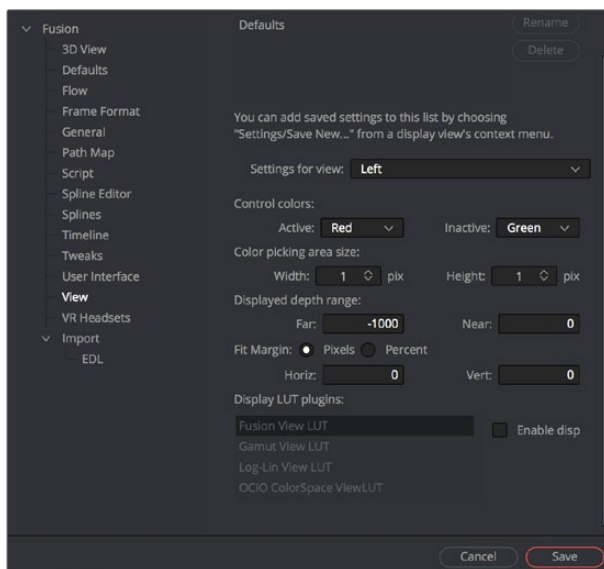 Fusion
3D View
Defaults
Flow
Frame Format
General
Path Map
Script
Spline Editor
Splines
Timeline
Tweaks
User Interface
View
VR Headsets
Import
EDL
Defaults
Rename
Delete
You can add saved settings to this list by choosing
"Settings/Save New..." from a display view's context menu.
Settings for view: Left
Control colors:
Active: Red Inactive: Green
Color picking area size:
Width: 1 pix Height: 1 pix
Displayed depth range:
Far: -1000 Near: 0
Fit Margin: Pixels Percent
Horiz: 0 Vert: 0
Display LUT plugins:
Fusion View LUT
Enable disp
Gamut View LUT
Log-Lin View LUT
OCIO ColorSpace ViewLUT
Cancel Save